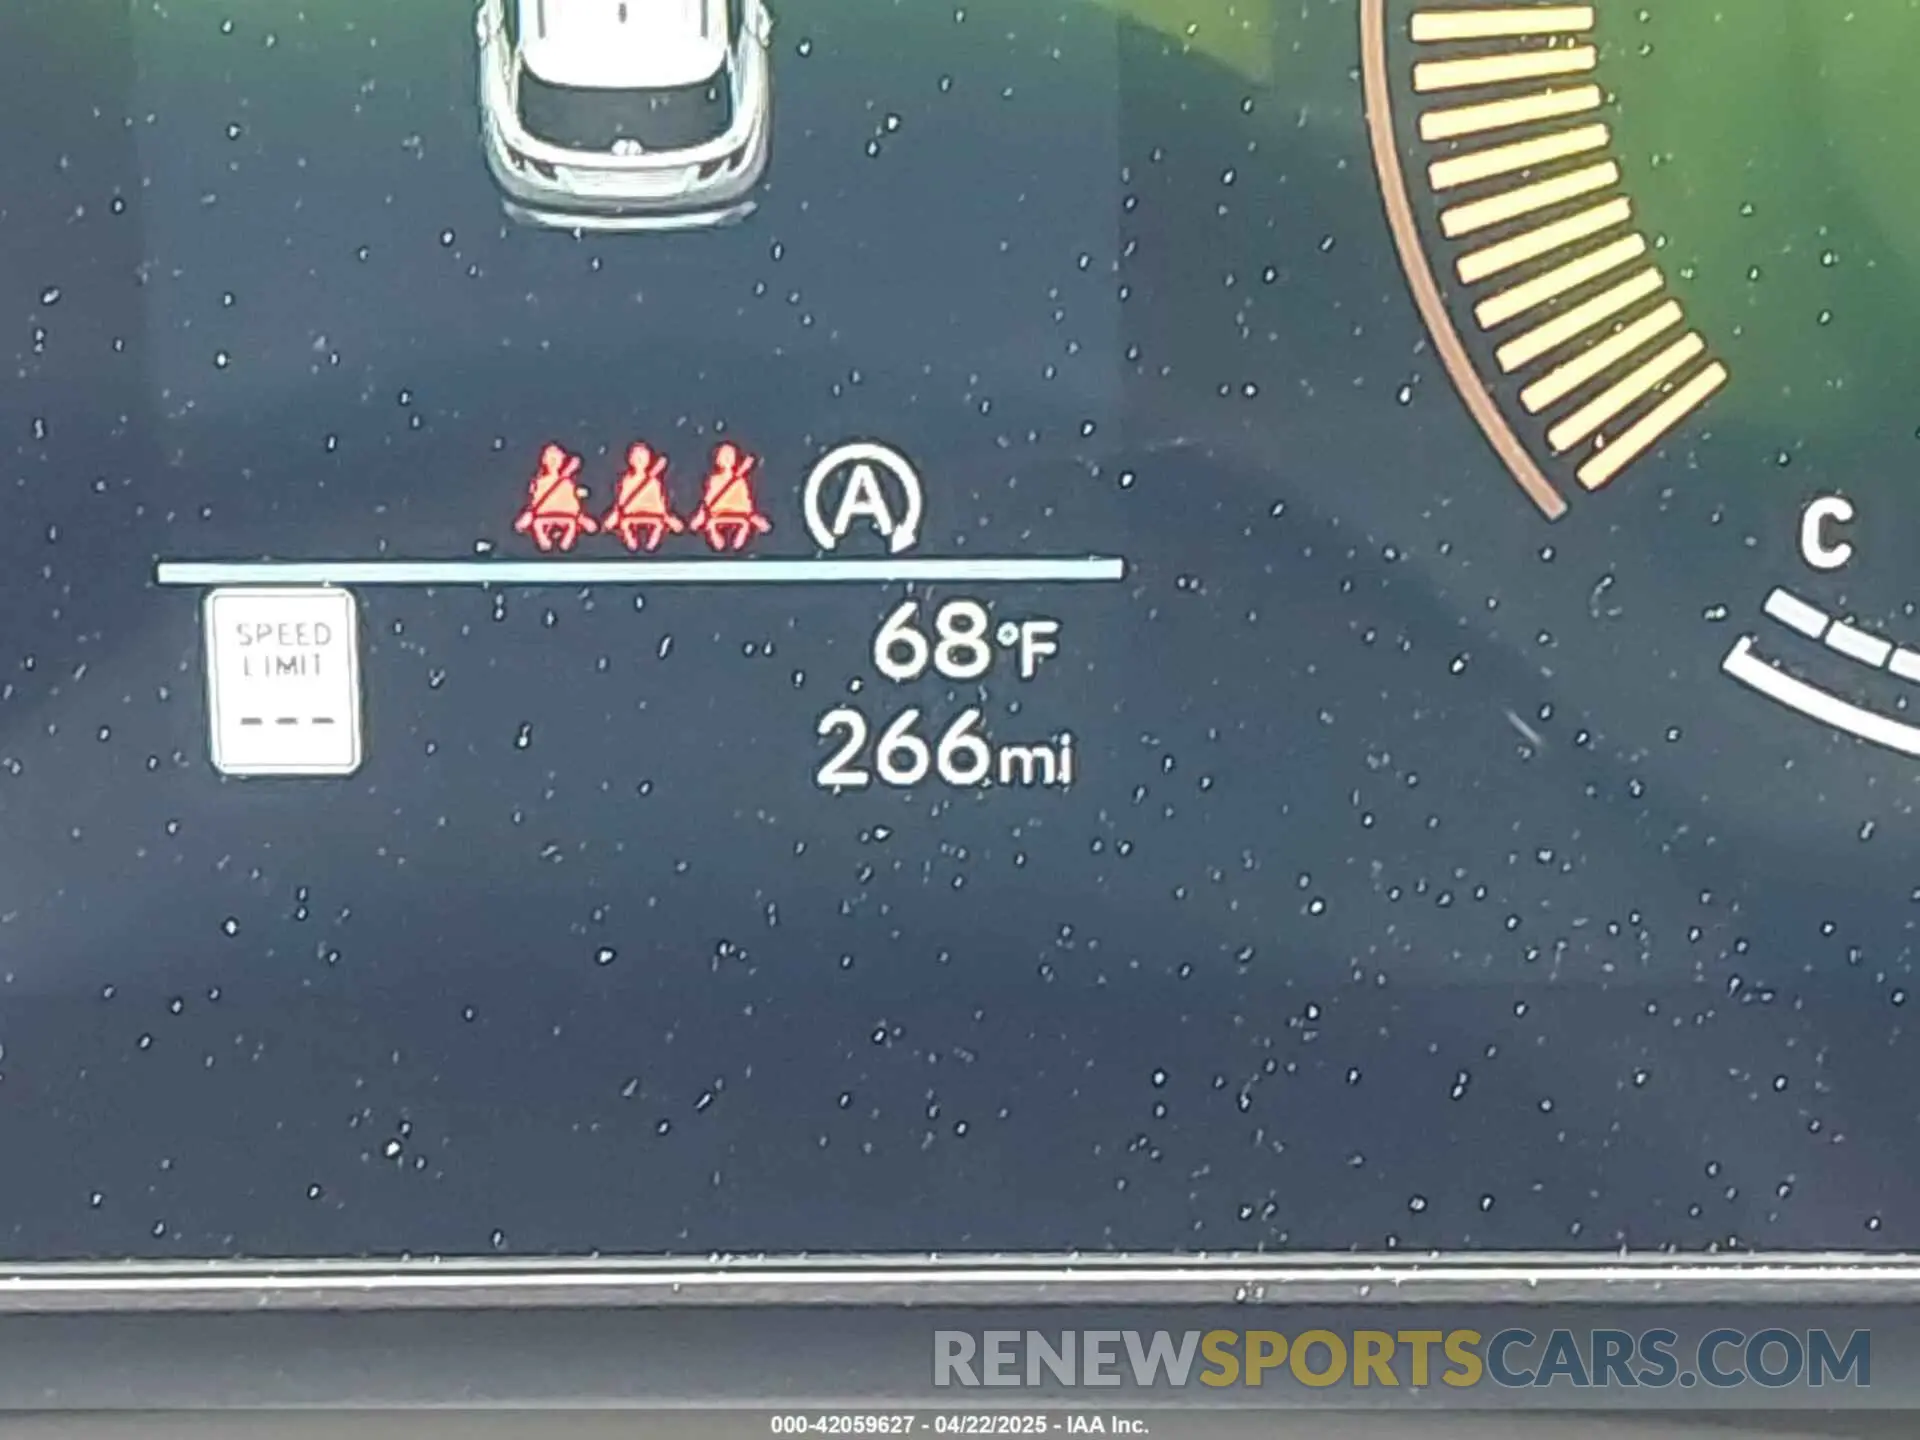 A
C
SPEED
LIMIT
---
68°F
266mi
RENEWSPORTSCARS.COM
000-42059627 - 04/22/2025 - IAA Inc.